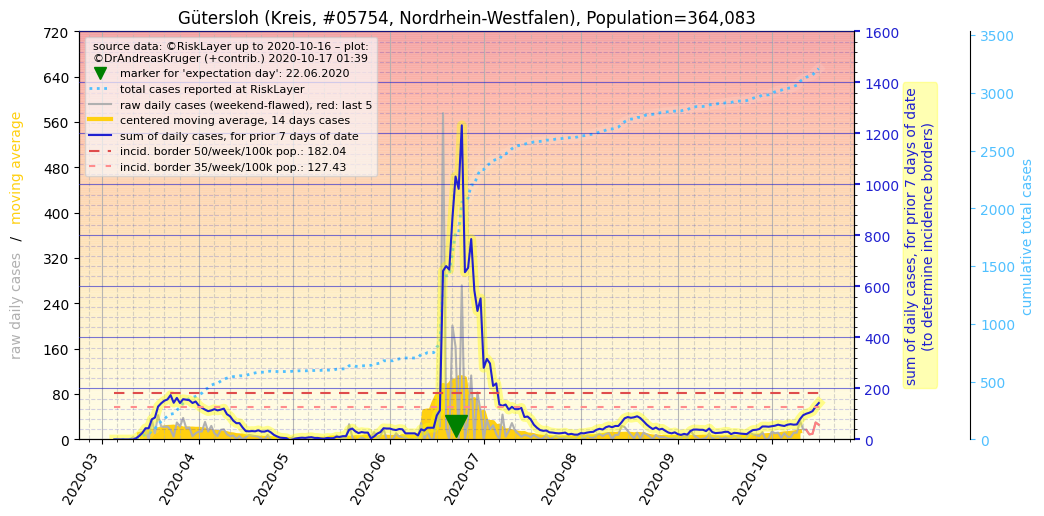 Gütersloh (Kreis, #05754, Nordrhein-Westfalen), Population=364,083
source data: ©RiskLayer up to 2020-10-16 – plot:
©DrAndreasKruger (+contrib.) 2020-10-17 01:39
marker for 'expectation day': 22.06.2020
total cases reported at RiskLayer
raw daily cases (weekend-flawed), red: last 5
centered moving average, 14 days cases
sum of daily cases, for prior 7 days of date
incid. border 50/week/100k pop.: 182.04
incid. border 35/week/100k pop.: 127.43
raw daily cases / moving average
720
640
560
480
400
320
240
160
80
0
1600
1400
1200
1000
800
600
400
200
0
sum of daily cases, for prior 7 days of date
(to determine incidence borders)
3500
3000
2500
2000
1500
1000
500
0
cumulative total cases
2020-03
2020-04
2020-05
2020-06
2020-07
2020-08
2020-09
2020-10